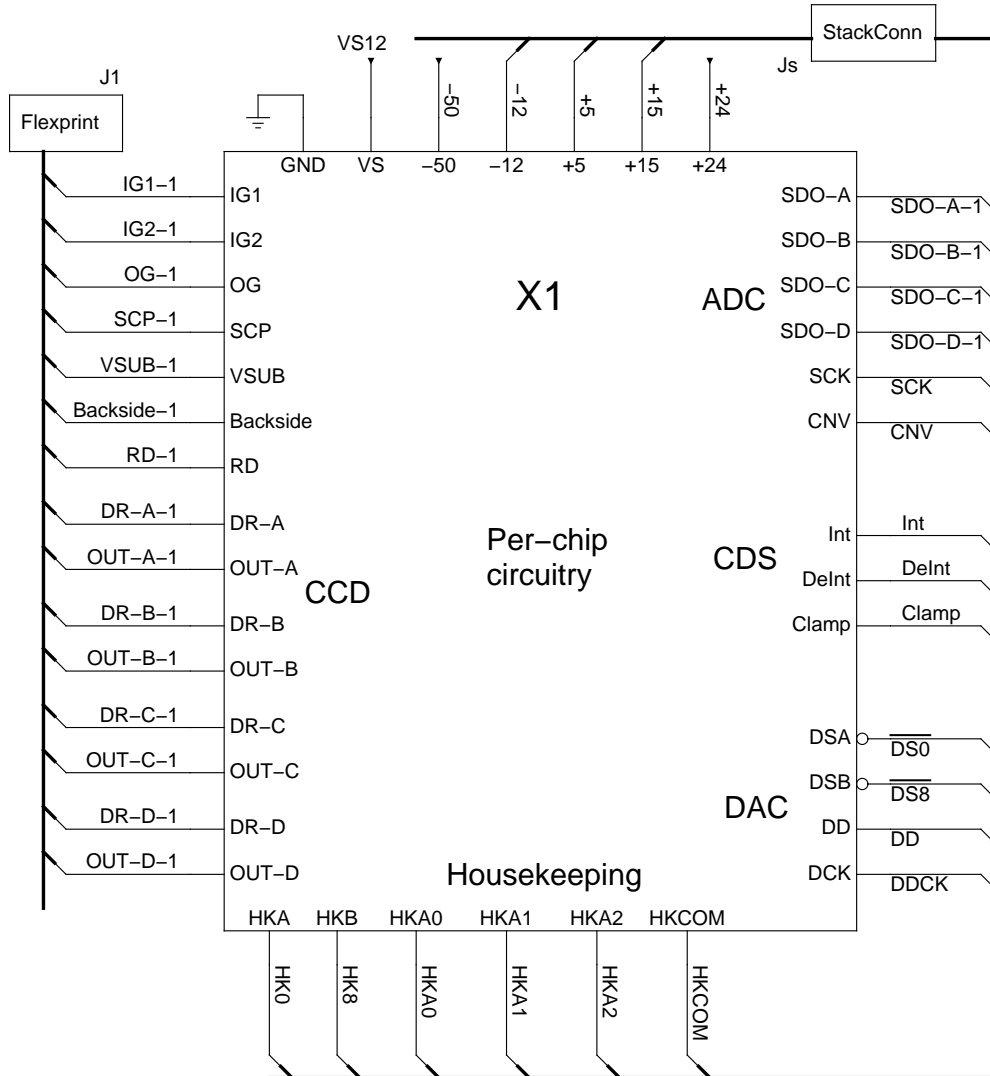 StackConn
VS12
Js
J1
Flexprint
−50
−12
+5
+15
+24
GND VS −50 −12 +5 +15 +24
IG1−1 IG1
IG2−1 IG2
OG−1 OG
SCP−1 SCP
VSUB−1 VSUB
Backside−1 Backside
RD−1 RD
DR−A−1 DR−A
OUT−A−1 OUT−A
DR−B−1 DR−B
OUT−B−1 OUT−B
DR−C−1 DR−C
OUT−C−1 OUT−C
DR−D−1 DR−D
OUT−D−1 OUT−D
CCD
X1
Per−chip
circuitry
Housekeeping
ADC
SDO−A SDO−A−1
SDO−B SDO−B−1
SDO−C SDO−C−1
SDO−D SDO−D−1
SCK SCK
CNV CNV
CDS
Int Int
DeInt DeInt
Clamp Clamp
DAC
DSA DS0
DSB DS8
DD DD
DCK DDCK
HKA HKB HKA0 HKA1 HKA2 HKCOM
HK0
HK8
HKA0
HKA1
HKA2
HKCOM